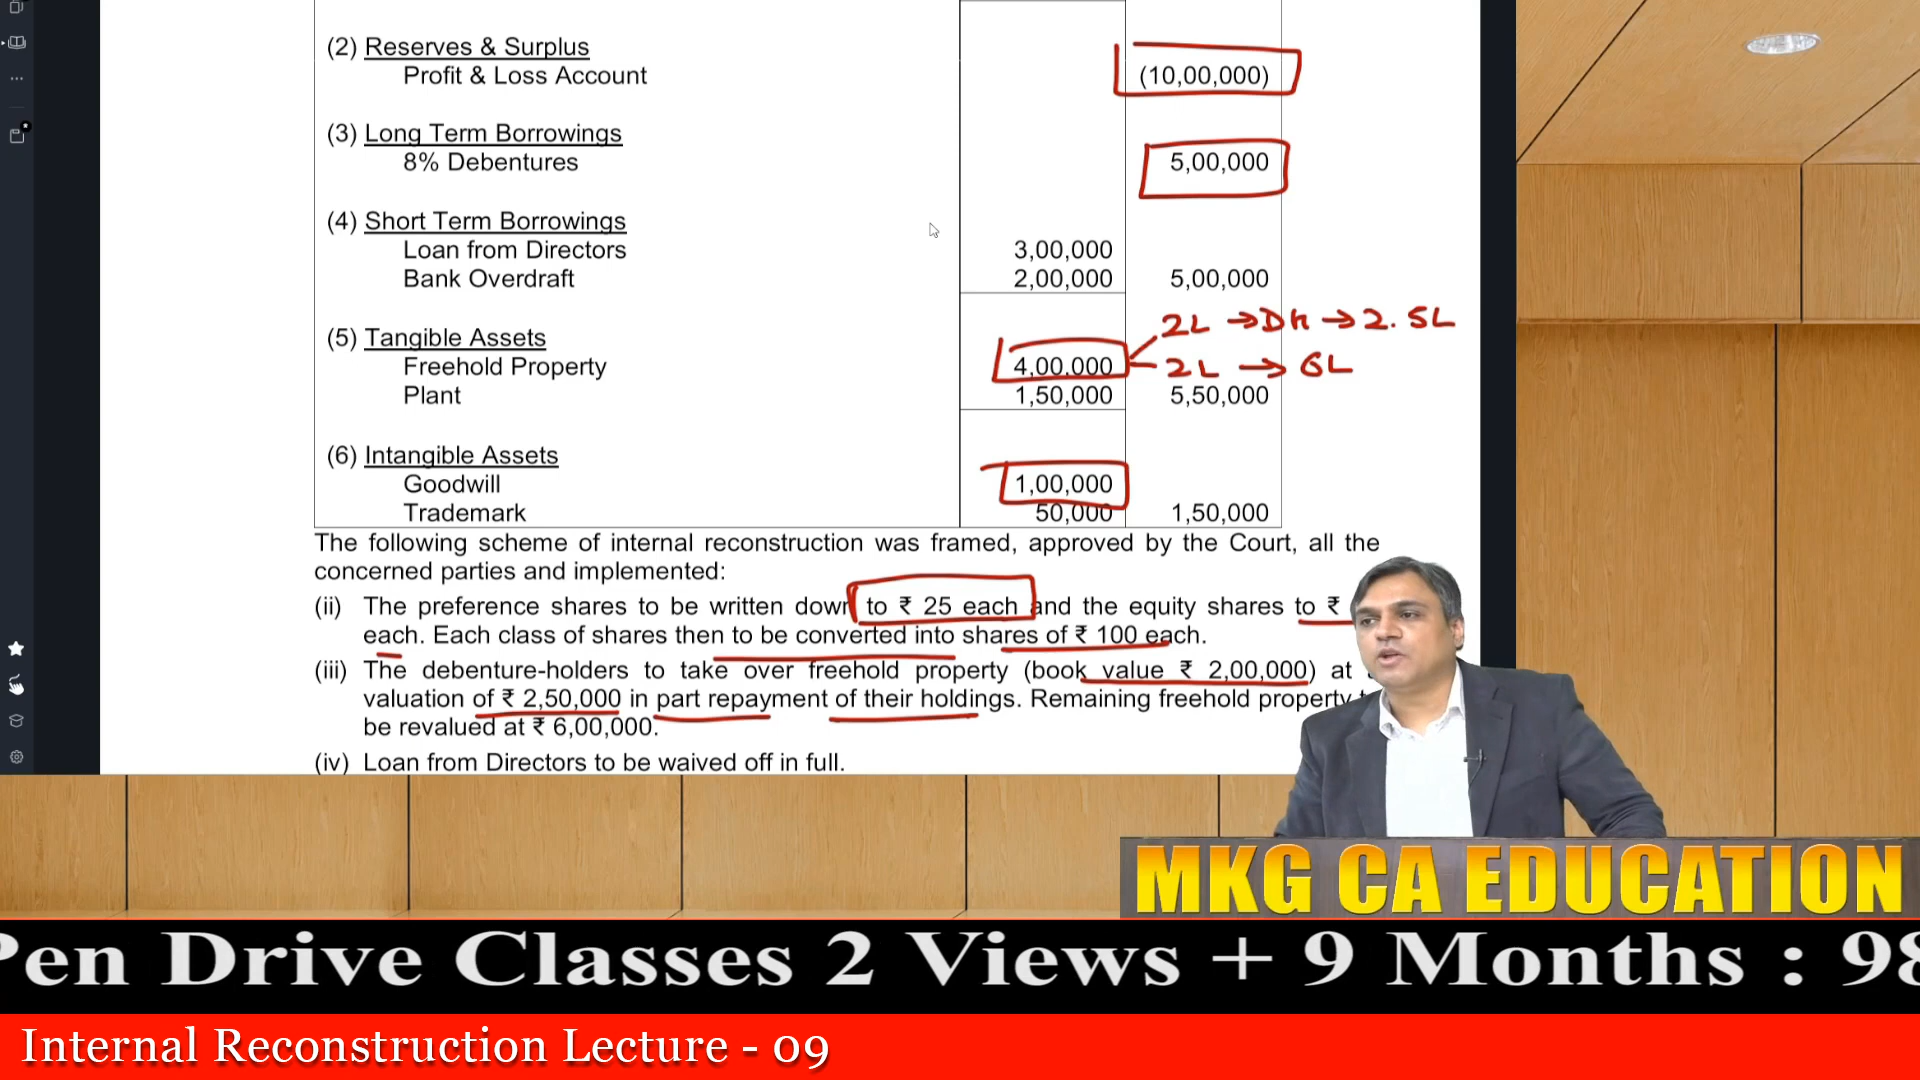 (2) Reserves & Surplus
Profit & Loss Account (10,00,000)
(3) Long Term Borrowings
8% Debentures 5,00,000
(4) Short Term Borrowings
Loan from Directors 3,00,000
Bank Overdraft 2,00,000 5,00,000
2L → DH → 2.5L
(5) Tangible Assets
Freehold Property 4,00,000 2L → 6L
Plant 1,50,000 5,50,000
(6) Intangible Assets
Goodwill 1,00,000
Trademark 50,000 1,50,000
The following scheme of internal reconstruction was framed, approved by the Court, all the
concerned parties and implemented:
(ii) The preference shares to be written down to ₹ 25 each and the equity shares to ₹
each. Each class of shares then to be converted into shares of ₹ 100 each.
(iii) The debenture-holders to take over freehold property (book value ₹ 2,00,000) at
valuation of ₹ 2,50,000 in part repayment of their holdings. Remaining freehold property
be revalued at ₹ 6,00,000.
(iv) Loan from Directors to be waived off in full.
MKG CA EDUCATION
Pen Drive Classes 2 Views + 9 Months : 98
Internal Reconstruction Lecture - 09